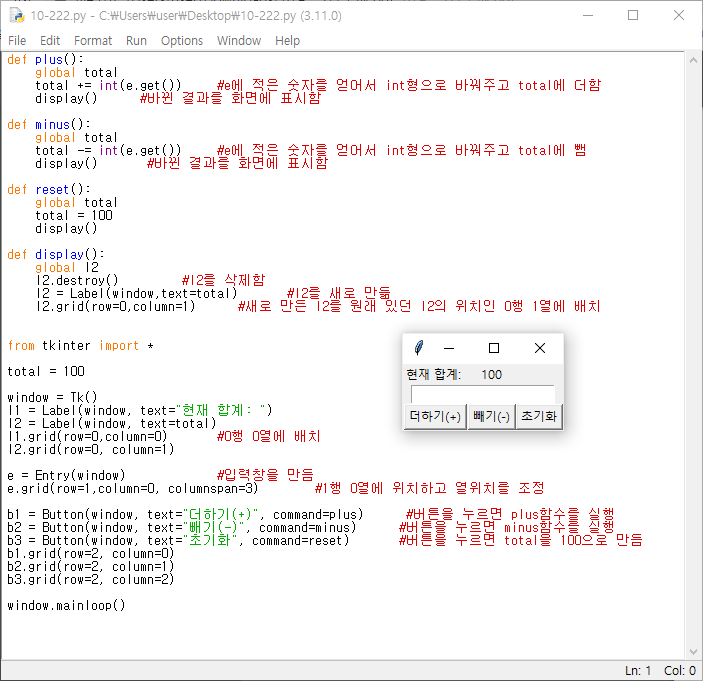 10-222.py - C:₩Users₩user₩Desktop₩10-222.py (3.11.0)
File Edit Format Run Options Window Help
def plus():
    global total
    total += int(e.get())     #e에 적은 숫자를 얻어서 int형으로 바꿔주고 total에 더함
    display()      #바뀐 결과를 화면에 표시함

def minus():
    global total
    total -= int(e.get())     #e에 적은 숫자를 얻어서 int형으로 바꿔주고 total에 뺌
    display()       #바뀐 결과를 화면에 표시함

def reset():
    global total
    total = 100
    display()

def display():
    global l2
    l2.destroy()         #l2를 삭제함
    l2 = Label(window,text=total)       #l2를 새로 만듦
    l2.grid(row=0,column=1)      #새로 만든 l2를 원래 있던 l2의 위치인 0행 1열에 배치

from tkinter import *

total = 100

window = Tk()
l1 = Label(window, text="현재 합계: ")
l2 = Label(window, text=total)
l1.grid(row=0,column=0)       #0행 0열에 배치
l2.grid(row=0, column=1)

e = Entry(window)             #입력창을 만듬
e.grid(row=1,column=0, columnspan=3)        #1행 0열에 위치하고 열위치를 조정

b1 = Button(window, text="더하기(+)", command=plus)      #버튼을 누르면 plus함수를 실행
b2 = Button(window, text="빼기(-)", command=minus)      #버튼을 누르면 minus함수를 실행
b3 = Button(window, text="초기화", command=reset)       #버튼을 누르면 total을 100으로 만듬
b1.grid(row=2, column=0)
b2.grid(row=2, column=1)
b3.grid(row=2, column=2)

window.mainloop()
현재 합계: 100
더하기(+) 빼기(-) 초기화
Ln: 1 Col: 0